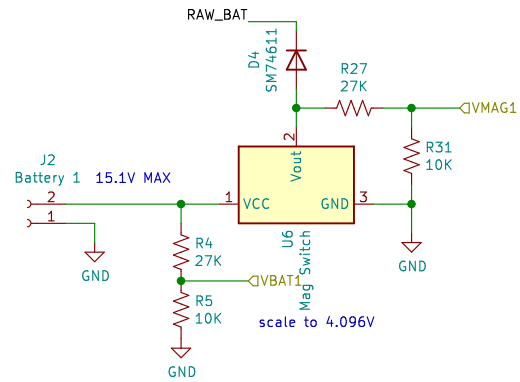 RAW_BAT
D4
SM74611
R27
27K
VMAG1
2
Vout
R31
10K
J2
Battery 1
15.1V MAX
2
1
1
VCC
GND
3
U6
Mag Switch
R4
27K
GND
GND
VBAT1
R5
10K
scale to 4.096V
GND